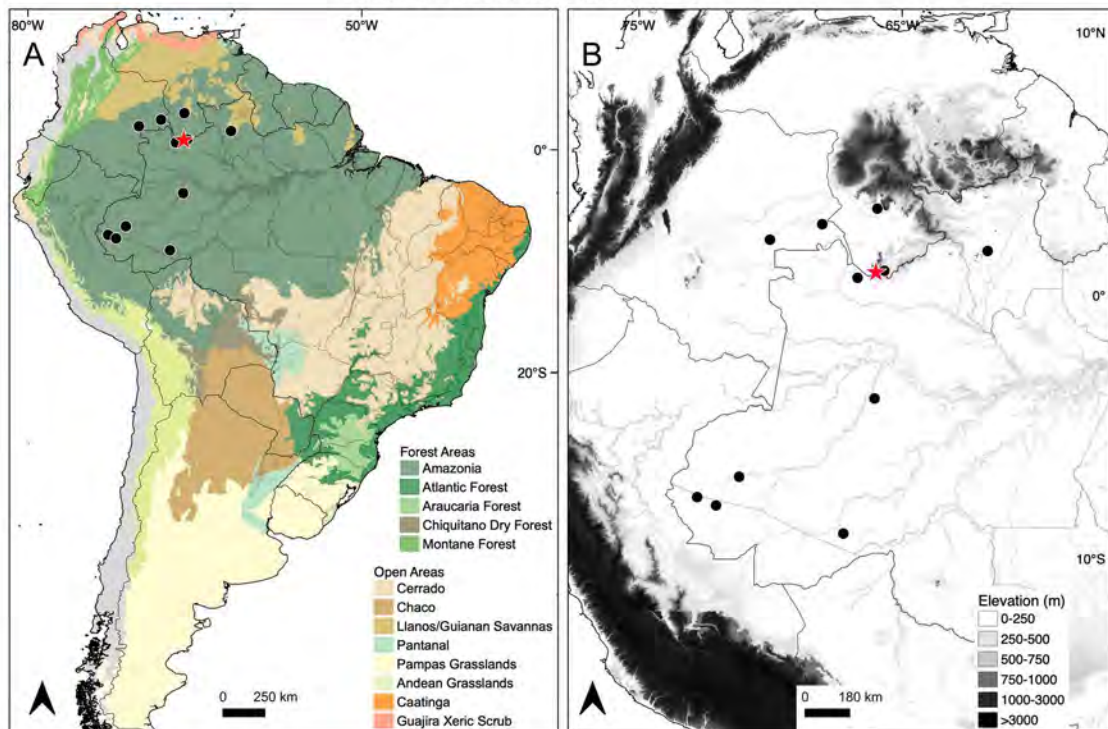 80°W
50°W
A
0°
20°S
Forest Areas
Amazonia
Atlantic Forest
Araucaria Forest
Chiquitano Dry Forest
Montane Forest
Open Areas
Cerrado
Chaco
Llanos/Guianan Savannas
Pantanal
Pampas Grasslands
Andean Grasslands
Caatinga
Guajira Xeric Scrub
0 250 km
75°W
65°W
10°N
B
0°
10°S
Elevation (m)
0-250
250-500
500-750
750-1000
1000-3000
>3000
0 180 km